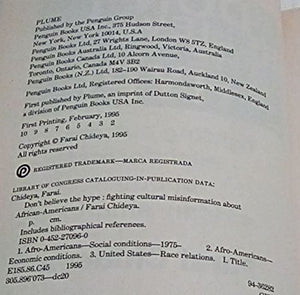 PLUME
Published by the Penguin Group
Penguin Books USA Inc., 375 Hudson Street,
New York, New York 10014, U.S.A
Penguin Books Ltd, 27 Wrights Lane, London W8 5TZ, England
Penguin Books Australia Ltd, Ringwood, Victoria, Australia
Penguin Books Canada Ltd, 10 Alcorn Avenue,
Toronto, Ontario, Canada M4V 3B2
Penguin Books (N.Z.) Ltd, 182-190 Wairau Road, Auckland 10, New Zealand
Penguin Books Ltd, Registered Offices: Harmondsworth, Middlesex, England
First published by Plume, an imprint of Dutton Signet,
a division of Penguin Books USA Inc.
First Printing, February, 1995
10 9 8 7 6 5 4 3 2
Copyright © Farai Chideya, 1995
All rights reserved
REGISTERED TRADEMARK—MARCA REGISTRADA
LIBRARY OF CONGRESS CATALOGUING-IN-PUBLICATION DATA:
Chideya, Farai.
Don't believe the hype : fighting cultural misinformation about
African-Americans / Farai Chideya.
p. cm.
Includes bibliographical references.
ISBN 0-452-27096-0
1. Afro-Americans—Social conditions—1975- 2. Afro-Americans—
Economic conditions. 3. United States—Race relations. 1. Title.
E185.86.C45 1995
305.896'073—dc20 94-36282